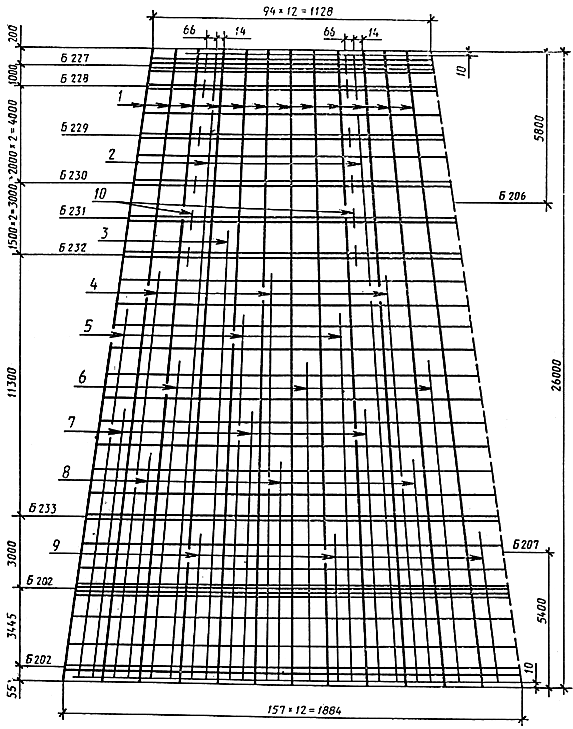 94 × 12 = 1128
66
14
66
14
200
Б 227
1000
Б 228
10
1
2000 × 2 = 4000
Б 229
5800
2
Б 230
10
Б 206
Б 231
1500 × 2 = 3000
3
Б 232
4
5
26000
11300
6
7
8
Б 233
9
Б 207
3000
Б 202
5400
3445
Б 202
10
55
157 × 12 = 1884